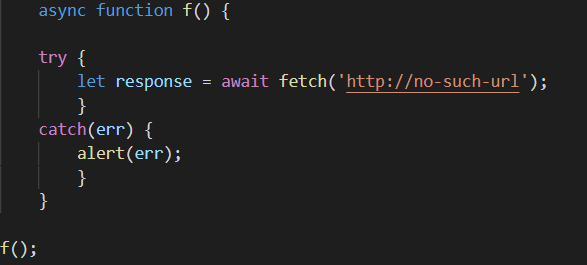 async function f() {
try {
let response = await fetch('http://no-such-url');
}
catch(err) {
alert(err);
}
}
f();